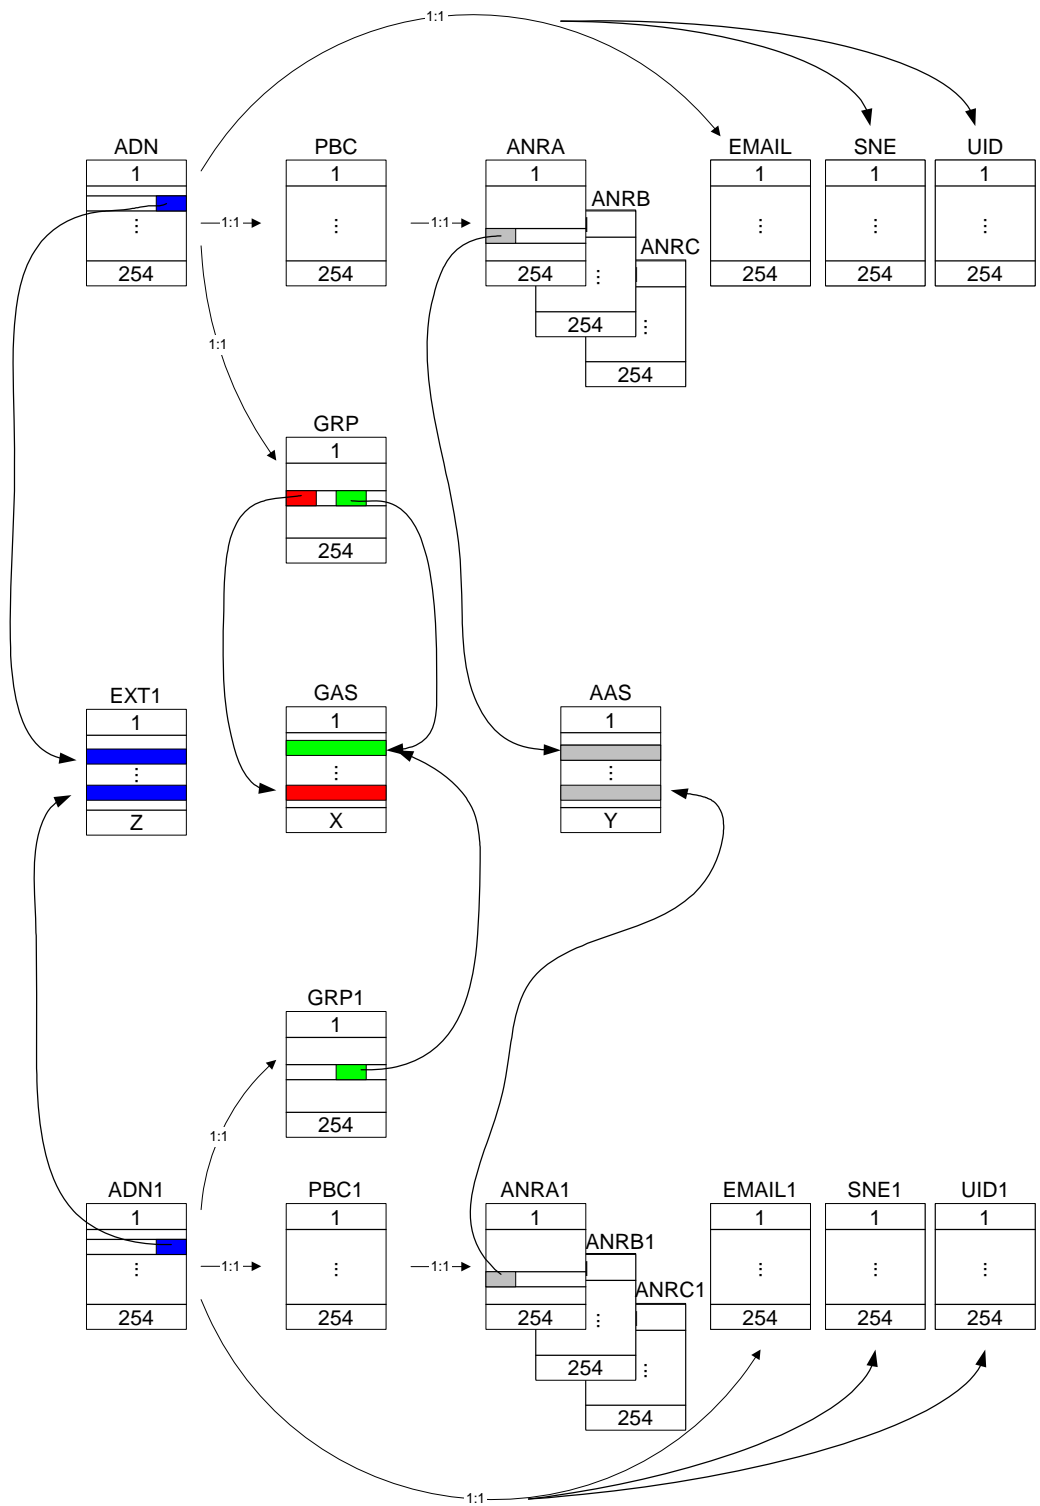 1:1
ADN PBC ANRA EMAIL SNE UID
1 1 1 1 1 1
ANRB
⋮ 1:1 ⋮ 1:1 ⋮ ⋮ ⋮
ANRC
254 254 254 ⋮ 254 254 254
254 ⋮
1:1
254
GRP
1
254
EXT1 GAS AAS
1 1 1
⋮ ⋮ ⋮
Z X Y
GRP1
1
254
1:1
ADN1 PBC1 ANRA1 EMAIL1 SNE1 UID1
1 1 1 1 1 1
ANRB1
⋮ 1:1 ⋮ 1:1 ⋮ ⋮ ⋮
ANRC1
254 254 254 ⋮ 254 254 254
254 ⋮
254
1:1